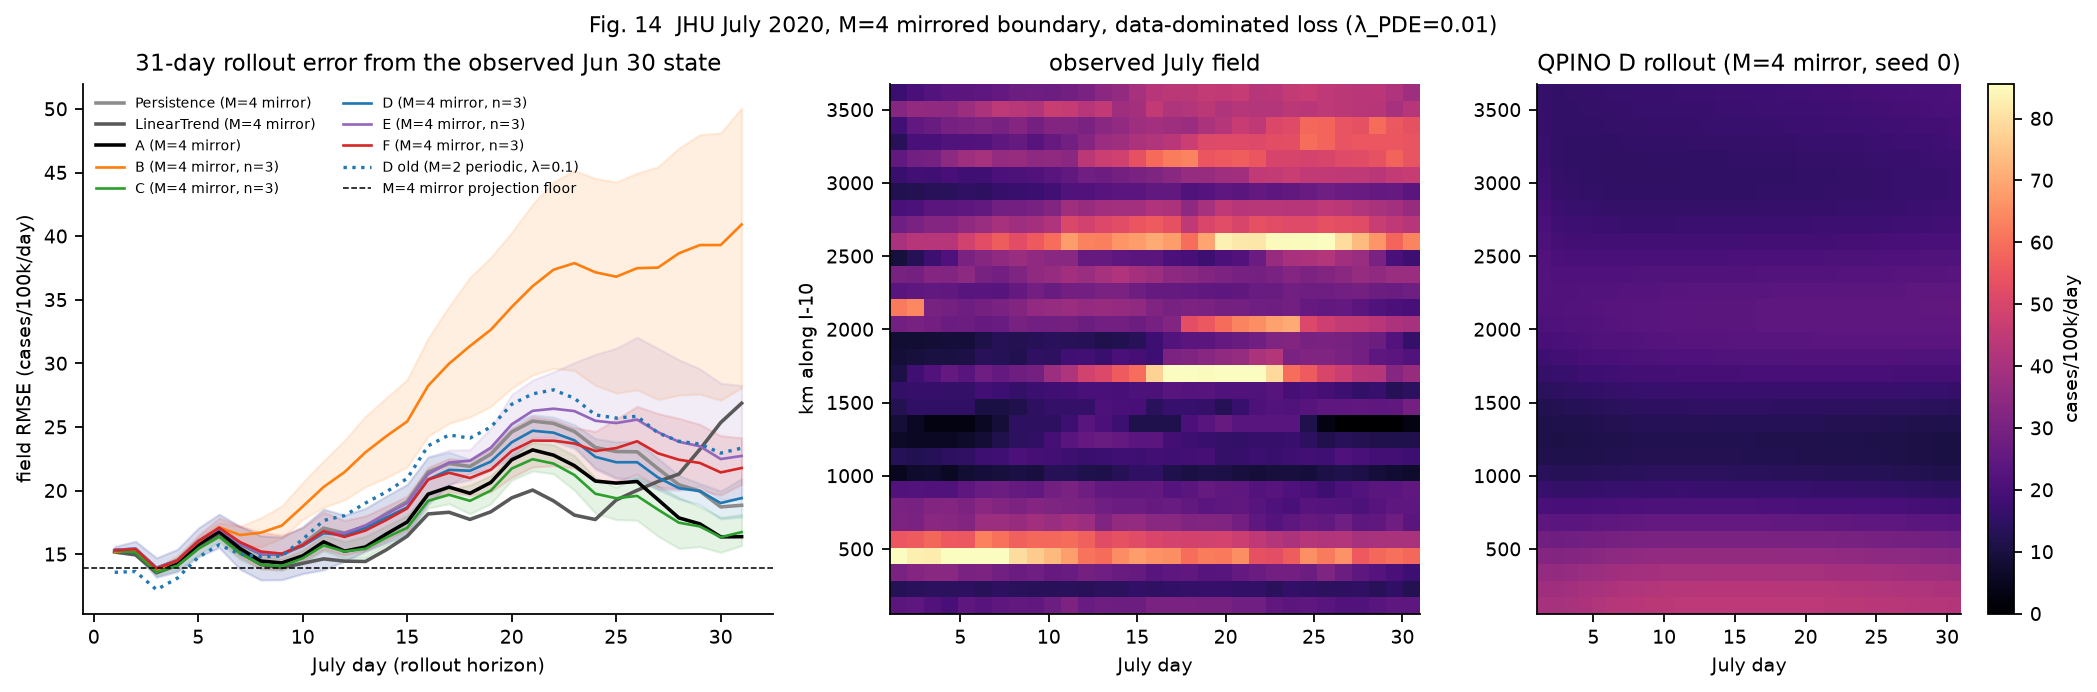 Fig. 14  JHU July 2020, M=4 mirrored boundary, data-dominated loss (λ_PDE=0.01)
31-day rollout error from the observed Jun 30 state
field RMSE (cases/100k/day)
50
45
40
35
30
25
20
15
Persistence (M=4 mirror)
LinearTrend (M=4 mirror)
A (M=4 mirror)
B (M=4 mirror, n=3)
C (M=4 mirror, n=3)
D (M=4 mirror, n=3)
E (M=4 mirror, n=3)
F (M=4 mirror, n=3)
D old (M=2 periodic, λ=0.1)
M=4 mirror projection floor
0 5 10 15 20 25 30
July day (rollout horizon)
observed July field
km along I-10
3500
3000
2500
2000
1500
1000
500
5 10 15 20 25 30
July day
QPINO D rollout (M=4 mirror, seed 0)
3500
3000
2500
2000
1500
1000
500
5 10 15 20 25 30
July day
80
70
60
50
40
30
20
10
0
cases/100k/day